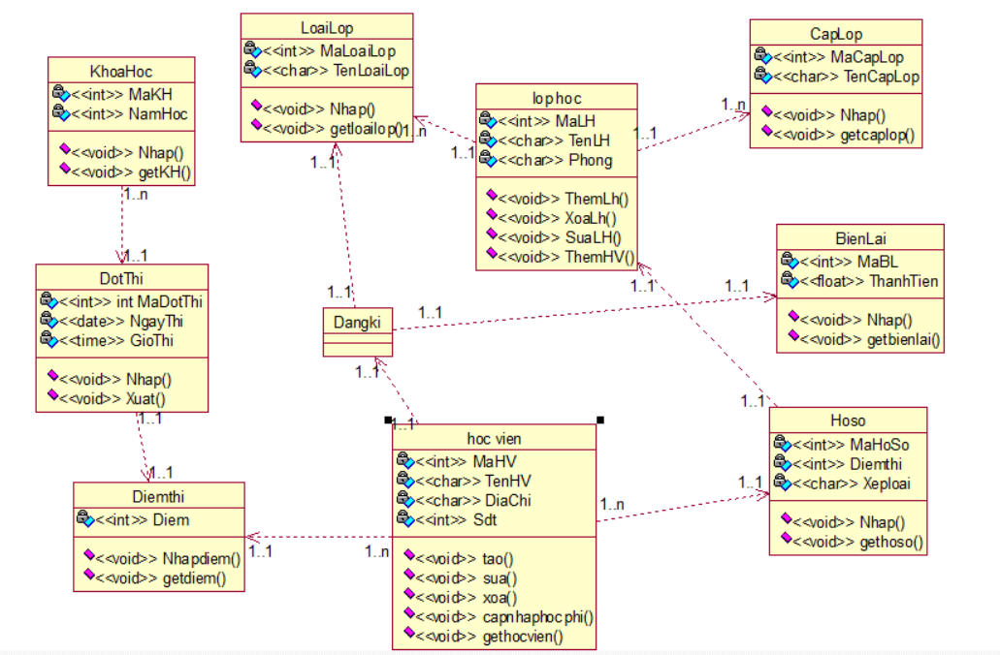 KhoaHoc
<<int>> MaKH
<<int>> NamHoc
<<void>> Nhap()
<<void>> getKH()
1..n
1..1
DotThi
<<int>> int MaDotThi
<<date>> NgayThi
<<time>> GioThi
<<void>> Nhap()
<<void>> Xuat()
1..1
1..1
Diemthi
<<int>> Diem
<<void>> Nhapdiem()
<<void>> getdiem()
1..1
1..n
LoaiLop
<<int>> MaLoaiLop
<<char>> TenLoaiLop
<<void>> Nhap()
<<void>> getloailop()
1..n
1..1
1..1
1..1
Dangki
1..1
1..1
1..1
1..1
hoc vien
<<int>> MaHV
<<char>> TenHV
<<char>> DiaChi
<<int>> Sdt
<<void>> tao()
<<void>> sua()
<<void>> xoa()
<<void>> capnhaphocphi()
<<void>> gethocvien()
1..n
1..1
lophoc
<<int>> MaLH
<<char>> TenLH
<<char>> Phong
<<void>> ThemLh()
<<void>> XoaLh()
<<void>> SuaLH()
<<void>> ThemHV()
1..1
1..n
1..1
1..1
CapLop
<<int>> MaCapLop
<<char>> TenCapLop
<<void>> Nhap()
<<void>> getcaplop()
BienLai
<<int>> MaBL
<<float>> ThanhTien
<<void>> Nhap()
<<void>> getbienlai()
Hoso
<<int>> MaHoSo
<<int>> Diemthi
<<char>> Xeploai
<<void>> Nhap()
<<void>> gethoso()